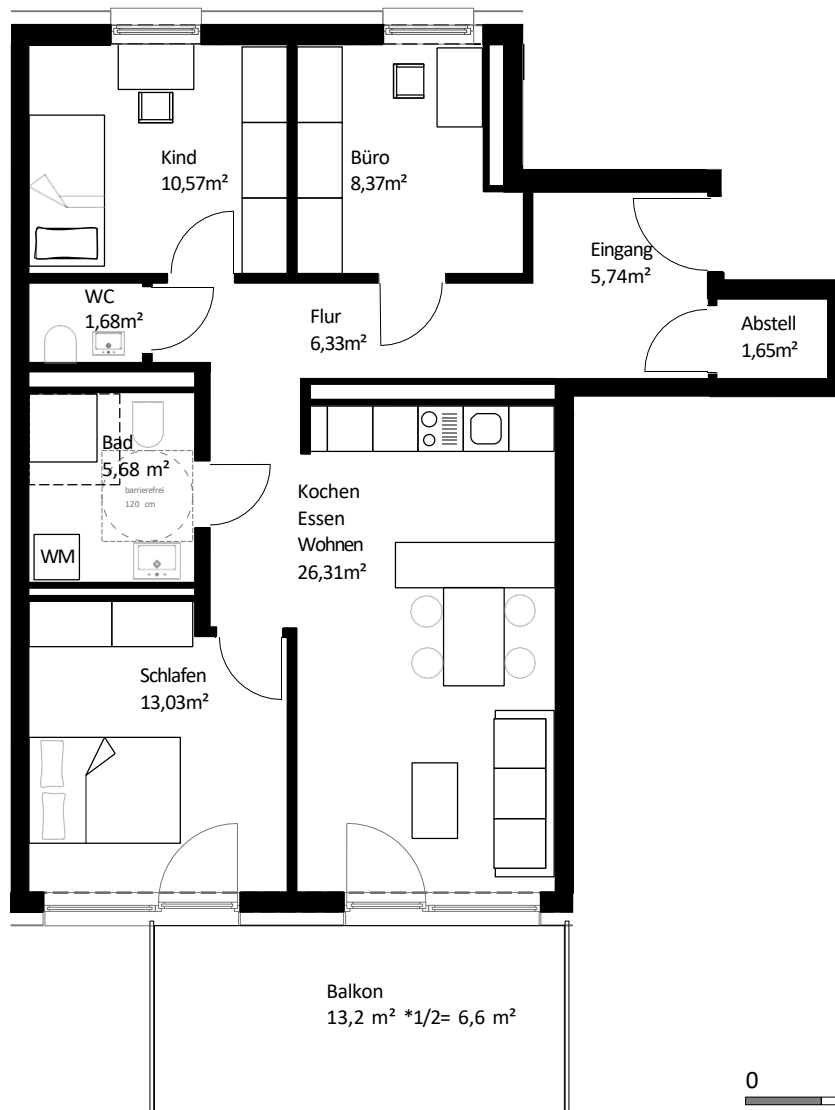 Kind
10,57m²
Büro
8,37m²
Eingang
5,74m²
WC
1,68m²
Flur
6,33m²
Abstell
1,65m²
Bad
5,68 m²
barrierefrei
120 cm
WM
Kochen
Essen
Wohnen
26,31m²
Schlafen
13,03m²
Balkon
13,2 m² *1/2= 6,6 m²
0